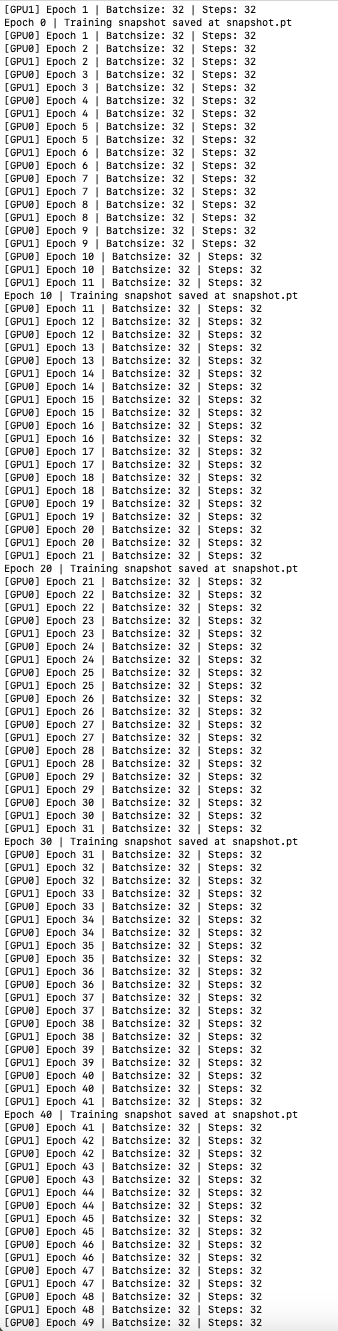 [GPU1] Epoch 1 | Batchsize: 32 | Steps: 32
Epoch 0 | Training snapshot saved at snapshot.pt
[GPU0] Epoch 1 | Batchsize: 32 | Steps: 32
[GPU0] Epoch 2 | Batchsize: 32 | Steps: 32
[GPU1] Epoch 2 | Batchsize: 32 | Steps: 32
[GPU0] Epoch 3 | Batchsize: 32 | Steps: 32
[GPU1] Epoch 3 | Batchsize: 32 | Steps: 32
[GPU0] Epoch 4 | Batchsize: 32 | Steps: 32
[GPU1] Epoch 4 | Batchsize: 32 | Steps: 32
[GPU0] Epoch 5 | Batchsize: 32 | Steps: 32
[GPU1] Epoch 5 | Batchsize: 32 | Steps: 32
[GPU1] Epoch 6 | Batchsize: 32 | Steps: 32
[GPU0] Epoch 6 | Batchsize: 32 | Steps: 32
[GPU0] Epoch 7 | Batchsize: 32 | Steps: 32
[GPU1] Epoch 7 | Batchsize: 32 | Steps: 32
[GPU0] Epoch 8 | Batchsize: 32 | Steps: 32
[GPU1] Epoch 8 | Batchsize: 32 | Steps: 32
[GPU0] Epoch 9 | Batchsize: 32 | Steps: 32
[GPU1] Epoch 9 | Batchsize: 32 | Steps: 32
[GPU0] Epoch 10 | Batchsize: 32 | Steps: 32
[GPU1] Epoch 10 | Batchsize: 32 | Steps: 32
[GPU1] Epoch 11 | Batchsize: 32 | Steps: 32
Epoch 10 | Training snapshot saved at snapshot.pt
[GPU0] Epoch 11 | Batchsize: 32 | Steps: 32
[GPU1] Epoch 12 | Batchsize: 32 | Steps: 32
[GPU0] Epoch 12 | Batchsize: 32 | Steps: 32
[GPU1] Epoch 13 | Batchsize: 32 | Steps: 32
[GPU0] Epoch 13 | Batchsize: 32 | Steps: 32
[GPU1] Epoch 14 | Batchsize: 32 | Steps: 32
[GPU0] Epoch 14 | Batchsize: 32 | Steps: 32
[GPU1] Epoch 15 | Batchsize: 32 | Steps: 32
[GPU0] Epoch 15 | Batchsize: 32 | Steps: 32
[GPU0] Epoch 16 | Batchsize: 32 | Steps: 32
[GPU1] Epoch 16 | Batchsize: 32 | Steps: 32
[GPU0] Epoch 17 | Batchsize: 32 | Steps: 32
[GPU1] Epoch 17 | Batchsize: 32 | Steps: 32
[GPU0] Epoch 18 | Batchsize: 32 | Steps: 32
[GPU1] Epoch 18 | Batchsize: 32 | Steps: 32
[GPU0] Epoch 19 | Batchsize: 32 | Steps: 32
[GPU1] Epoch 19 | Batchsize: 32 | Steps: 32
[GPU0] Epoch 20 | Batchsize: 32 | Steps: 32
[GPU1] Epoch 20 | Batchsize: 32 | Steps: 32
[GPU1] Epoch 21 | Batchsize: 32 | Steps: 32
Epoch 20 | Training snapshot saved at snapshot.pt
[GPU0] Epoch 21 | Batchsize: 32 | Steps: 32
[GPU0] Epoch 22 | Batchsize: 32 | Steps: 32
[GPU1] Epoch 22 | Batchsize: 32 | Steps: 32
[GPU0] Epoch 23 | Batchsize: 32 | Steps: 32
[GPU1] Epoch 23 | Batchsize: 32 | Steps: 32
[GPU0] Epoch 24 | Batchsize: 32 | Steps: 32
[GPU1] Epoch 24 | Batchsize: 32 | Steps: 32
[GPU0] Epoch 25 | Batchsize: 32 | Steps: 32
[GPU1] Epoch 25 | Batchsize: 32 | Steps: 32
[GPU0] Epoch 26 | Batchsize: 32 | Steps: 32
[GPU1] Epoch 26 | Batchsize: 32 | Steps: 32
[GPU0] Epoch 27 | Batchsize: 32 | Steps: 32
[GPU1] Epoch 27 | Batchsize: 32 | Steps: 32
[GPU0] Epoch 28 | Batchsize: 32 | Steps: 32
[GPU1] Epoch 28 | Batchsize: 32 | Steps: 32
[GPU0] Epoch 29 | Batchsize: 32 | Steps: 32
[GPU1] Epoch 29 | Batchsize: 32 | Steps: 32
[GPU0] Epoch 30 | Batchsize: 32 | Steps: 32
[GPU1] Epoch 30 | Batchsize: 32 | Steps: 32
[GPU1] Epoch 31 | Batchsize: 32 | Steps: 32
Epoch 30 | Training snapshot saved at snapshot.pt
[GPU0] Epoch 31 | Batchsize: 32 | Steps: 32
[GPU1] Epoch 32 | Batchsize: 32 | Steps: 32
[GPU0] Epoch 32 | Batchsize: 32 | Steps: 32
[GPU1] Epoch 33 | Batchsize: 32 | Steps: 32
[GPU0] Epoch 33 | Batchsize: 32 | Steps: 32
[GPU1] Epoch 34 | Batchsize: 32 | Steps: 32
[GPU0] Epoch 34 | Batchsize: 32 | Steps: 32
[GPU1] Epoch 35 | Batchsize: 32 | Steps: 32
[GPU0] Epoch 35 | Batchsize: 32 | Steps: 32
[GPU1] Epoch 36 | Batchsize: 32 | Steps: 32
[GPU0] Epoch 36 | Batchsize: 32 | Steps: 32
[GPU1] Epoch 37 | Batchsize: 32 | Steps: 32
[GPU0] Epoch 37 | Batchsize: 32 | Steps: 32
[GPU0] Epoch 38 | Batchsize: 32 | Steps: 32
[GPU1] Epoch 38 | Batchsize: 32 | Steps: 32
[GPU0] Epoch 39 | Batchsize: 32 | Steps: 32
[GPU1] Epoch 39 | Batchsize: 32 | Steps: 32
[GPU0] Epoch 40 | Batchsize: 32 | Steps: 32
[GPU1] Epoch 40 | Batchsize: 32 | Steps: 32
[GPU1] Epoch 41 | Batchsize: 32 | Steps: 32
Epoch 40 | Training snapshot saved at snapshot.pt
[GPU0] Epoch 41 | Batchsize: 32 | Steps: 32
[GPU1] Epoch 42 | Batchsize: 32 | Steps: 32
[GPU0] Epoch 42 | Batchsize: 32 | Steps: 32
[GPU1] Epoch 43 | Batchsize: 32 | Steps: 32
[GPU0] Epoch 43 | Batchsize: 32 | Steps: 32
[GPU1] Epoch 44 | Batchsize: 32 | Steps: 32
[GPU0] Epoch 44 | Batchsize: 32 | Steps: 32
[GPU1] Epoch 45 | Batchsize: 32 | Steps: 32
[GPU0] Epoch 45 | Batchsize: 32 | Steps: 32
[GPU0] Epoch 46 | Batchsize: 32 | Steps: 32
[GPU1] Epoch 46 | Batchsize: 32 | Steps: 32
[GPU0] Epoch 47 | Batchsize: 32 | Steps: 32
[GPU1] Epoch 47 | Batchsize: 32 | Steps: 32
[GPU0] Epoch 48 | Batchsize: 32 | Steps: 32
[GPU1] Epoch 48 | Batchsize: 32 | Steps: 32
[GPU0] Epoch 49 | Batchsize: 32 | Steps: 32